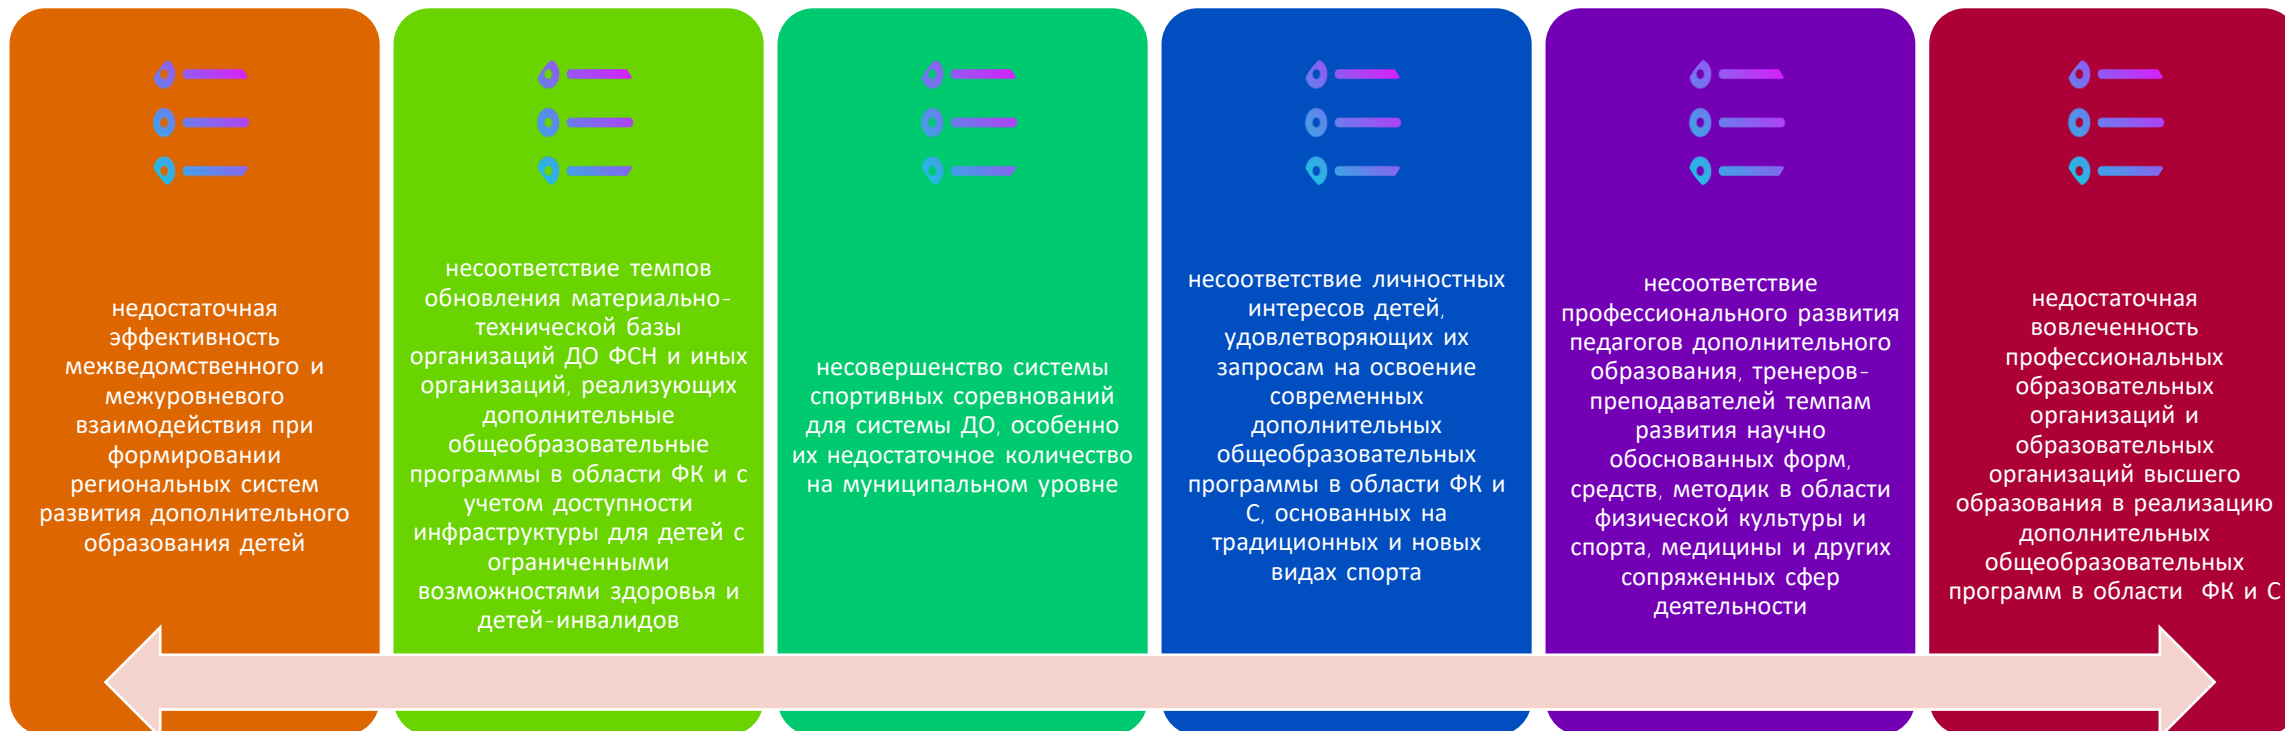 недостаточная
эффективность
межведомственного и
межуровневого
взаимодействия при
формировании
региональных систем
развития дополнительного
образования детей
несоответствие темпов
обновления материально-
технической базы
организаций ДО ФСН и иных
организаций, реализующих
дополнительные
общеобразовательные
программы в области ФК и с
учетом доступности
инфраструктуры для детей с
ограниченными
возможностями здоровья и
детей-инвалидов
несовершенство системы
спортивных соревнований
для системы ДО, особенно
их недостаточное количество
на муниципальном уровне
несоответствие личностных
интересов детей,
удовлетворяющих их
запросам на освоение
современных
дополнительных
общеобразовательных
программы в области ФК и
С, основанных на
традиционных и новых
видах спорта
несоответствие
профессионального развития
педагогов дополнительного
образования, тренеров-
преподавателей темпам
развития научно
обоснованных форм,
средств, методик в области
физической культуры и
спорта, медицины и других
сопряженных сфер
деятельности
недостаточная
вовлеченность
профессиональных
образовательных
организаций и
образовательных
организаций высшего
образования в реализацию
дополнительных
общеобразовательных
программ в области  ФК и С